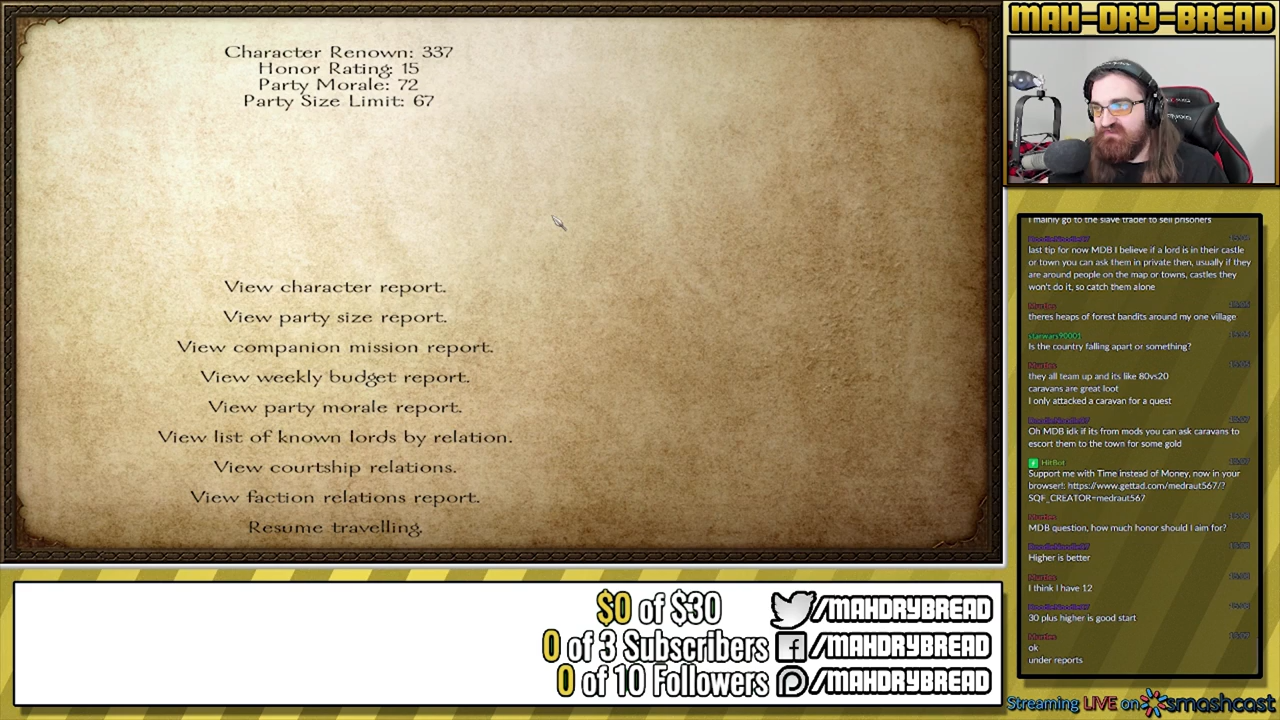 Character Renown: 337
Honor Rating: 15
Party Morale: 72
Party Size Limit: 67
View character report.
View party size report.
View companion mission report.
View weekly budget report.
View party morale report.
View list of known lords by relation.
View courtship relations.
View faction relations report.
Resume travelling.
MAH-DRY-BREAD
I mainly go to the slave trader to sell prisoners
last tip for now MDB I believe if a lord is in their castle
or town you can ask them in private then, usually if they
are around people on the map or towns, castles they
won't do it, so catch them alone
Murtles
theres heaps of forest bandits around my one village
starwars90001
Is the country falling apart or something?
Murtles
they all team up and its like 80vs20
caravans are great loot
I only attacked a caravan for a quest
Oh MDB idk if its from mods you can ask caravans to
escort them to the town for some gold
HitBot
Support me with Time instead of Money, now in your
browser!: https://www.gettad.com/medraut567/?
SQF_CREATOR=medraut567
Murtles
MDB question, how much honor should I aim for?
Higher is better
Murtles
I think I have 12
30 plus higher is good start
Murtles
ok
under reports
$0 of $30
0 of 3 Subscribers
0 of 10 Followers
/MAHDRYBREAD
/MAHDRYBREAD
/MAHDRYBREAD
Streaming LIVE on smashcast